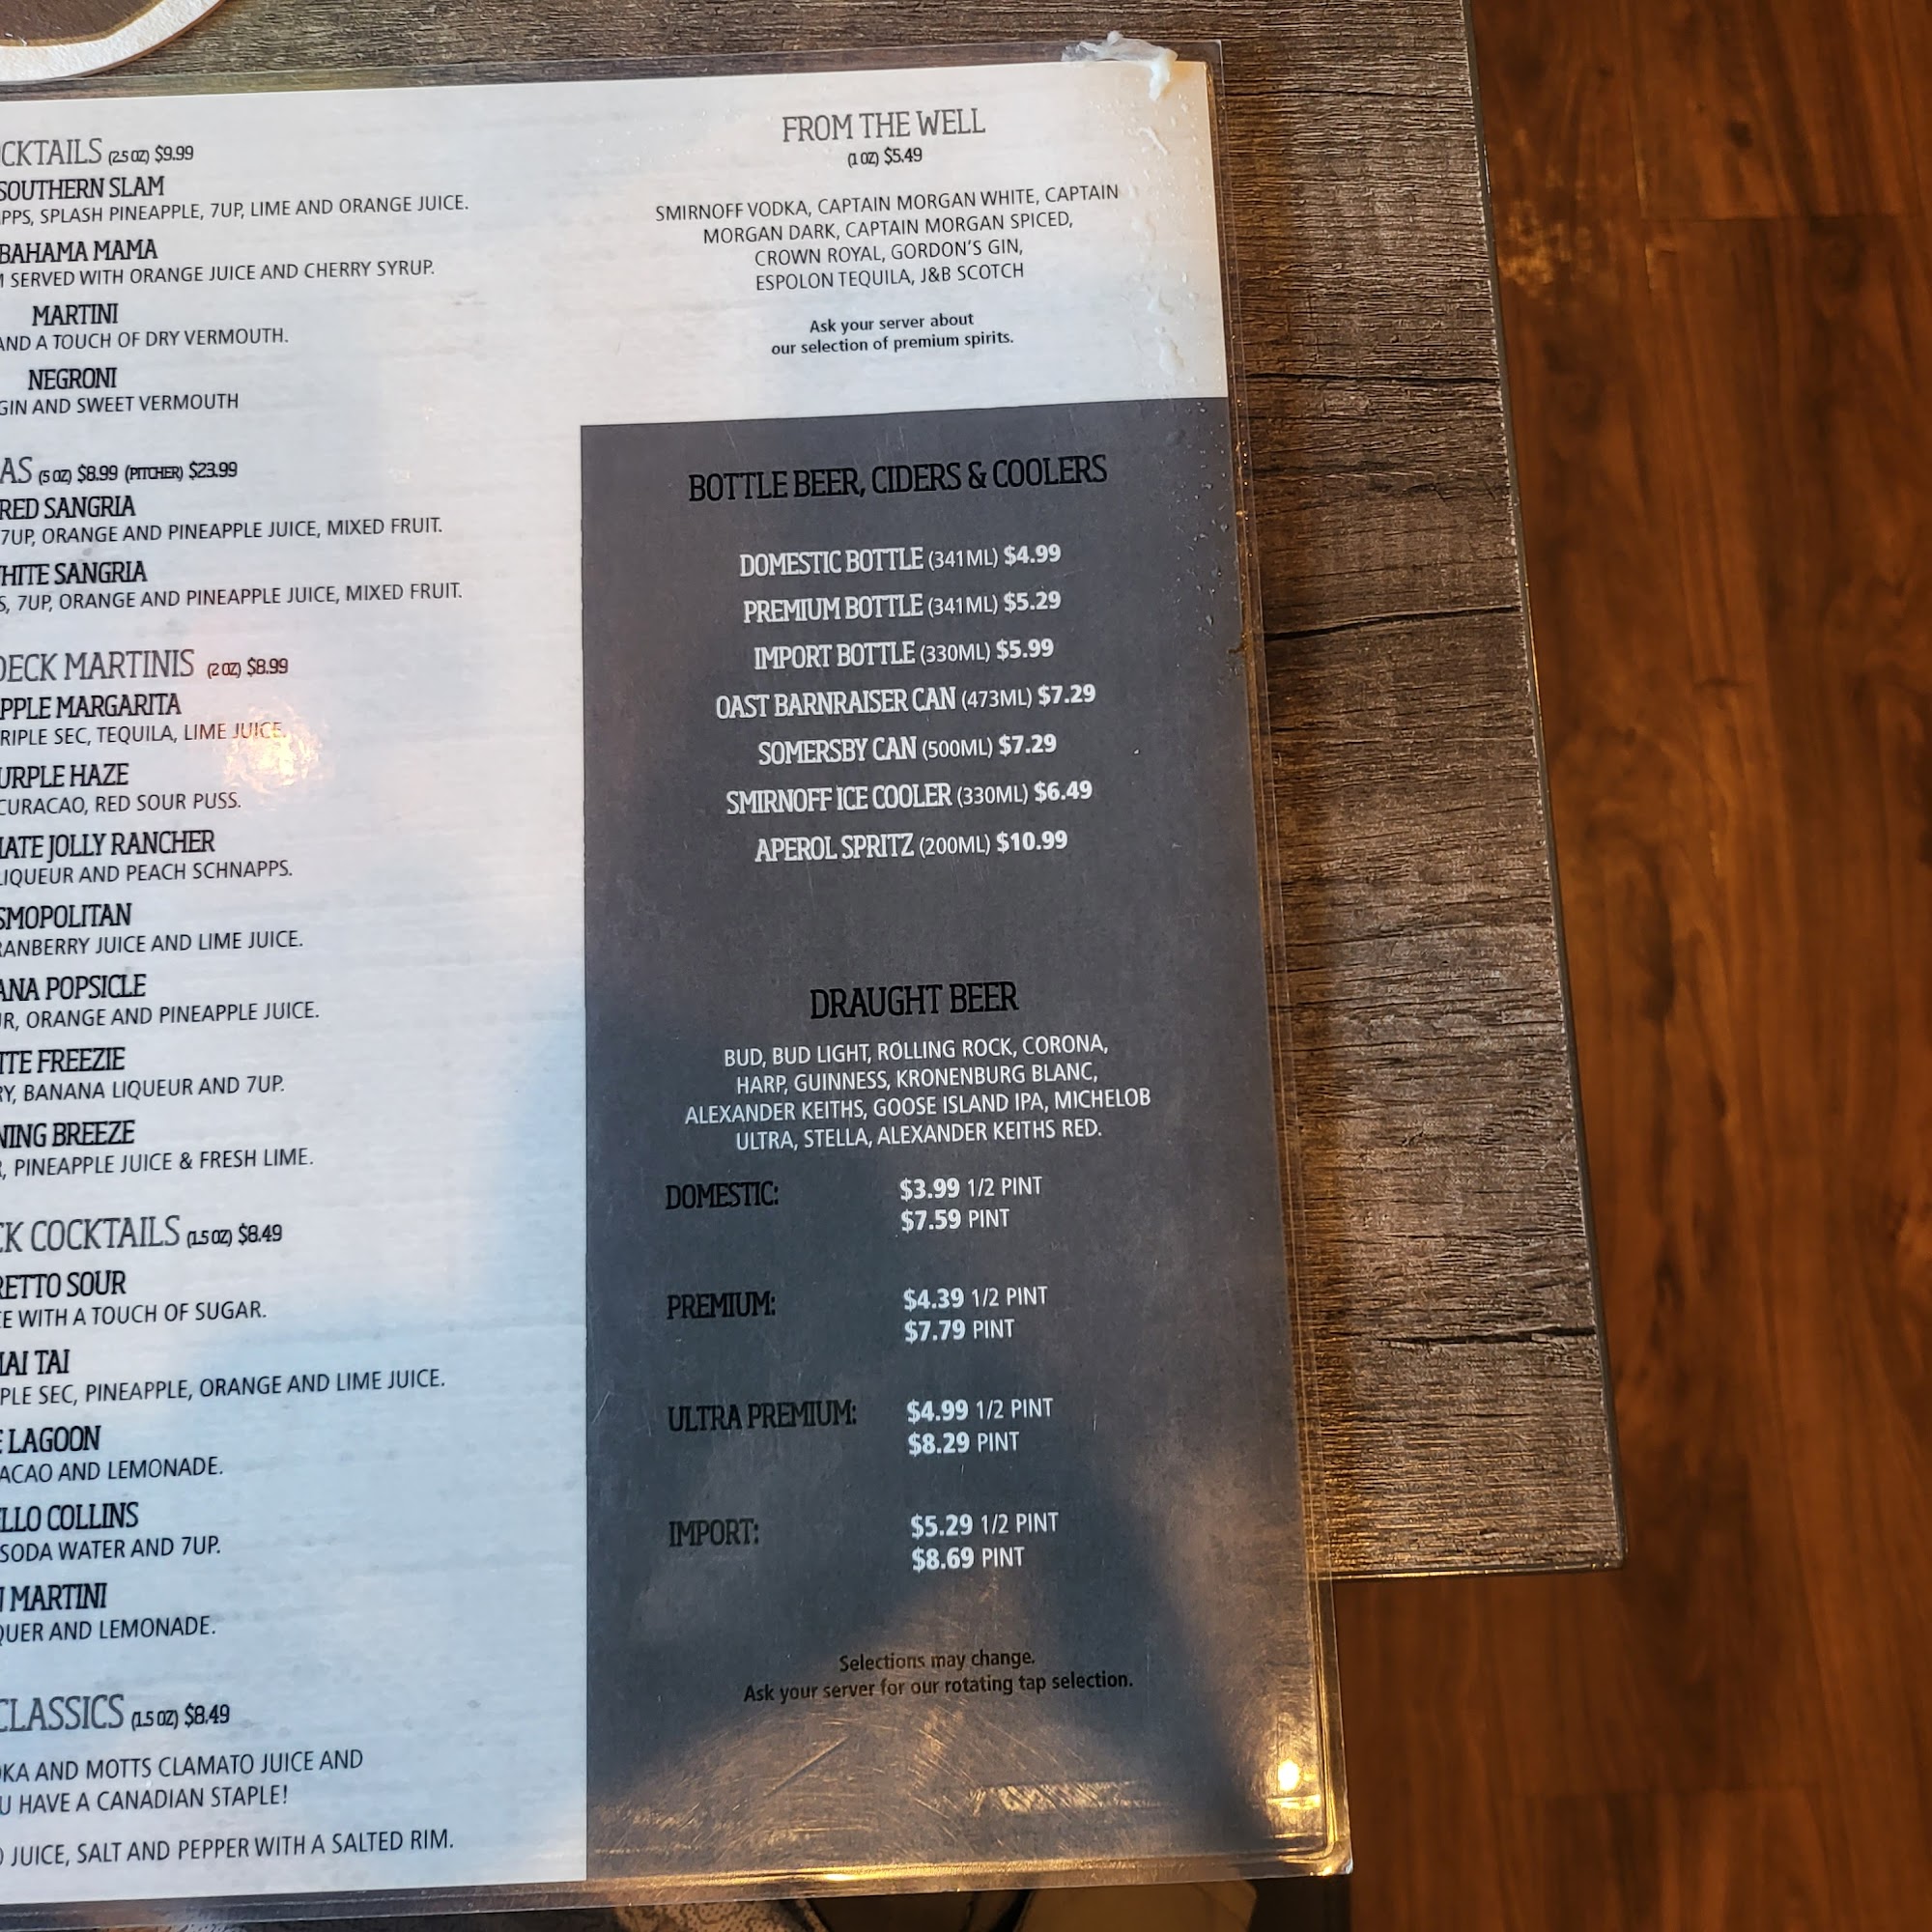 CKTAILS (2.5 OZ) $9.99
SOUTHERN SLAM
PPS, SPLASH PINEAPPLE, 7UP, LIME AND ORANGE JUICE.
BAHAMA MAMA
SERVED WITH ORANGE JUICE AND CHERRY SYRUP.
MARTINI
AND A TOUCH OF DRY VERMOUTH.
NEGRONI
GIN AND SWEET VERMOUTH
AS (5 OZ) $8.99 (PITCHER) $23.99
RED SANGRIA
7UP, ORANGE AND PINEAPPLE JUICE, MIXED FRUIT.
HITE SANGRIA
S, 7UP, ORANGE AND PINEAPPLE JUICE, MIXED FRUIT.
DECK MARTINIS (2 OZ) $8.99
PPLE MARGARITA
RIPLE SEC, TEQUILA, LIME JUICE.
URPLE HAZE
CURACAO, RED SOUR PUSS.
ATE JOLLY RANCHER
LIQUEUR AND PEACH SCHNAPPS.
SMOPOLITAN
RANBERRY JUICE AND LIME JUICE.
ANA POPSICLE
R, ORANGE AND PINEAPPLE JUICE.
ITE FREEZIE
RY, BANANA LIQUEUR AND 7UP.
NING BREEZE
, PINEAPPLE JUICE & FRESH LIME.
CK COCKTAILS (1.5 OZ) $8.49
RETTO SOUR
E WITH A TOUCH OF SUGAR.
AI TAI
PLE SEC, PINEAPPLE, ORANGE AND LIME JUICE.
E LAGOON
ACAO AND LEMONADE.
LLO COLLINS
SODA WATER AND 7UP.
MARTINI
QUER AND LEMONADE.
CLASSICS (1.5 OZ) $8.49
KA AND MOTTS CLAMATO JUICE AND
U HAVE A CANADIAN STAPLE!
JUICE, SALT AND PEPPER WITH A SALTED RIM.
FROM THE WELL
(1 OZ) $5.49
SMIRNOFF VODKA, CAPTAIN MORGAN WHITE, CAPTAIN
MORGAN DARK, CAPTAIN MORGAN SPICED,
CROWN ROYAL, GORDON'S GIN,
ESPOLON TEQUILA, J&B SCOTCH
Ask your server about
our selection of premium spirits.
BOTTLE BEER, CIDERS & COOLERS
DOMESTIC BOTTLE (341ML) $4.99
PREMIUM BOTTLE (341ML) $5.29
IMPORT BOTTLE (330ML) $5.99
OAST BARNRAISER CAN (473ML) $7.29
SOMERSBY CAN (500ML) $7.29
SMIRNOFF ICE COOLER (330ML) $6.49
APEROL SPRITZ (200ML) $10.99
DRAUGHT BEER
BUD, BUD LIGHT, ROLLING ROCK, CORONA,
HARP, GUINNESS, KRONENBURG BLANC,
ALEXANDER KEITHS, GOOSE ISLAND IPA, MICHELOB
ULTRA, STELLA, ALEXANDER KEITHS RED.
DOMESTIC: $3.99 1/2 PINT
$7.59 PINT
PREMIUM: $4.39 1/2 PINT
$7.79 PINT
ULTRA PREMIUM: $4.99 1/2 PINT
$8.29 PINT
IMPORT: $5.29 1/2 PINT
$8.69 PINT
Selections may change.
Ask your server for our rotating tap selection.